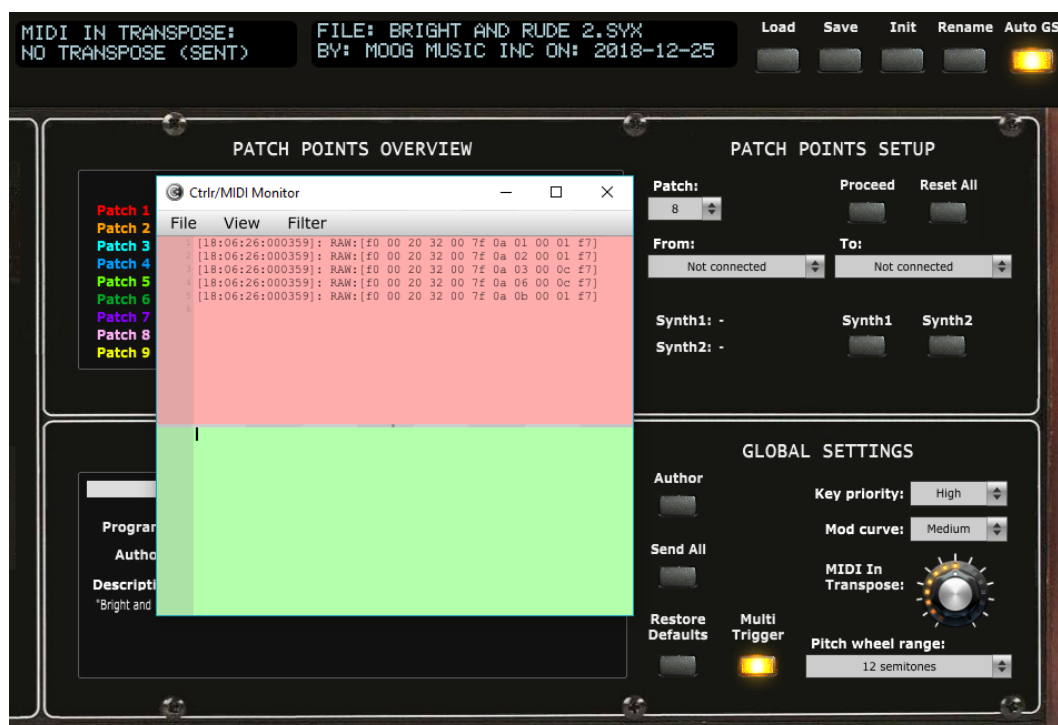 MIDI IN TRANSPOSE:
NO TRANSPOSE (SENT)
FILE: BRIGHT AND RUDE 2.SYX
BY: MOOG MUSIC INC ON: 2018-12-25
Load Save Init Rename Auto GS
PATCH POINTS OVERVIEW
Patch 1
Patch 2
Patch 3
Patch 4
Patch 5
Patch 6
Patch 7
Patch 8
Patch 9
Ctrlr/MIDI Monitor
File View Filter
1 [18:06:26:000359]: RAW:[f0 00 20 32 00 7f 0a 01 00 01 f7]
2 [18:06:26:000359]: RAW:[f0 00 20 32 00 7f 0a 02 00 01 f7]
3 [18:06:26:000359]: RAW:[f0 00 20 32 00 7f 0a 03 00 0c f7]
4 [18:06:26:000359]: RAW:[f0 00 20 32 00 7f 0a 06 00 0c f7]
5 [18:06:26:000359]: RAW:[f0 00 20 32 00 7f 0a 0b 00 01 f7]
6
PATCH POINTS SETUP
Patch: Proceed Reset All
8
From: To:
Not connected Not connected
Synth1: - Synth1 Synth2
Synth2: -
Progra
Autho
Descripti
"Bright and
GLOBAL SETTINGS
Author
Key priority: High
Mod curve: Medium
Send All
MIDI In
Transpose:
Restore
Defaults
Multi
Trigger
Pitch wheel range:
12 semitones